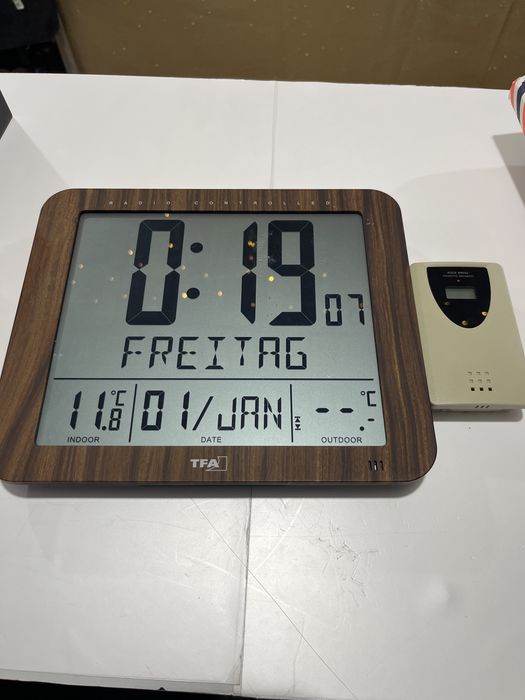 RADIO CONTROLLED
0:19 07
FREITAG
11.8 °C
01/JAN
--.- °C
INDOOR
DATE
OUTDOOR
TFA